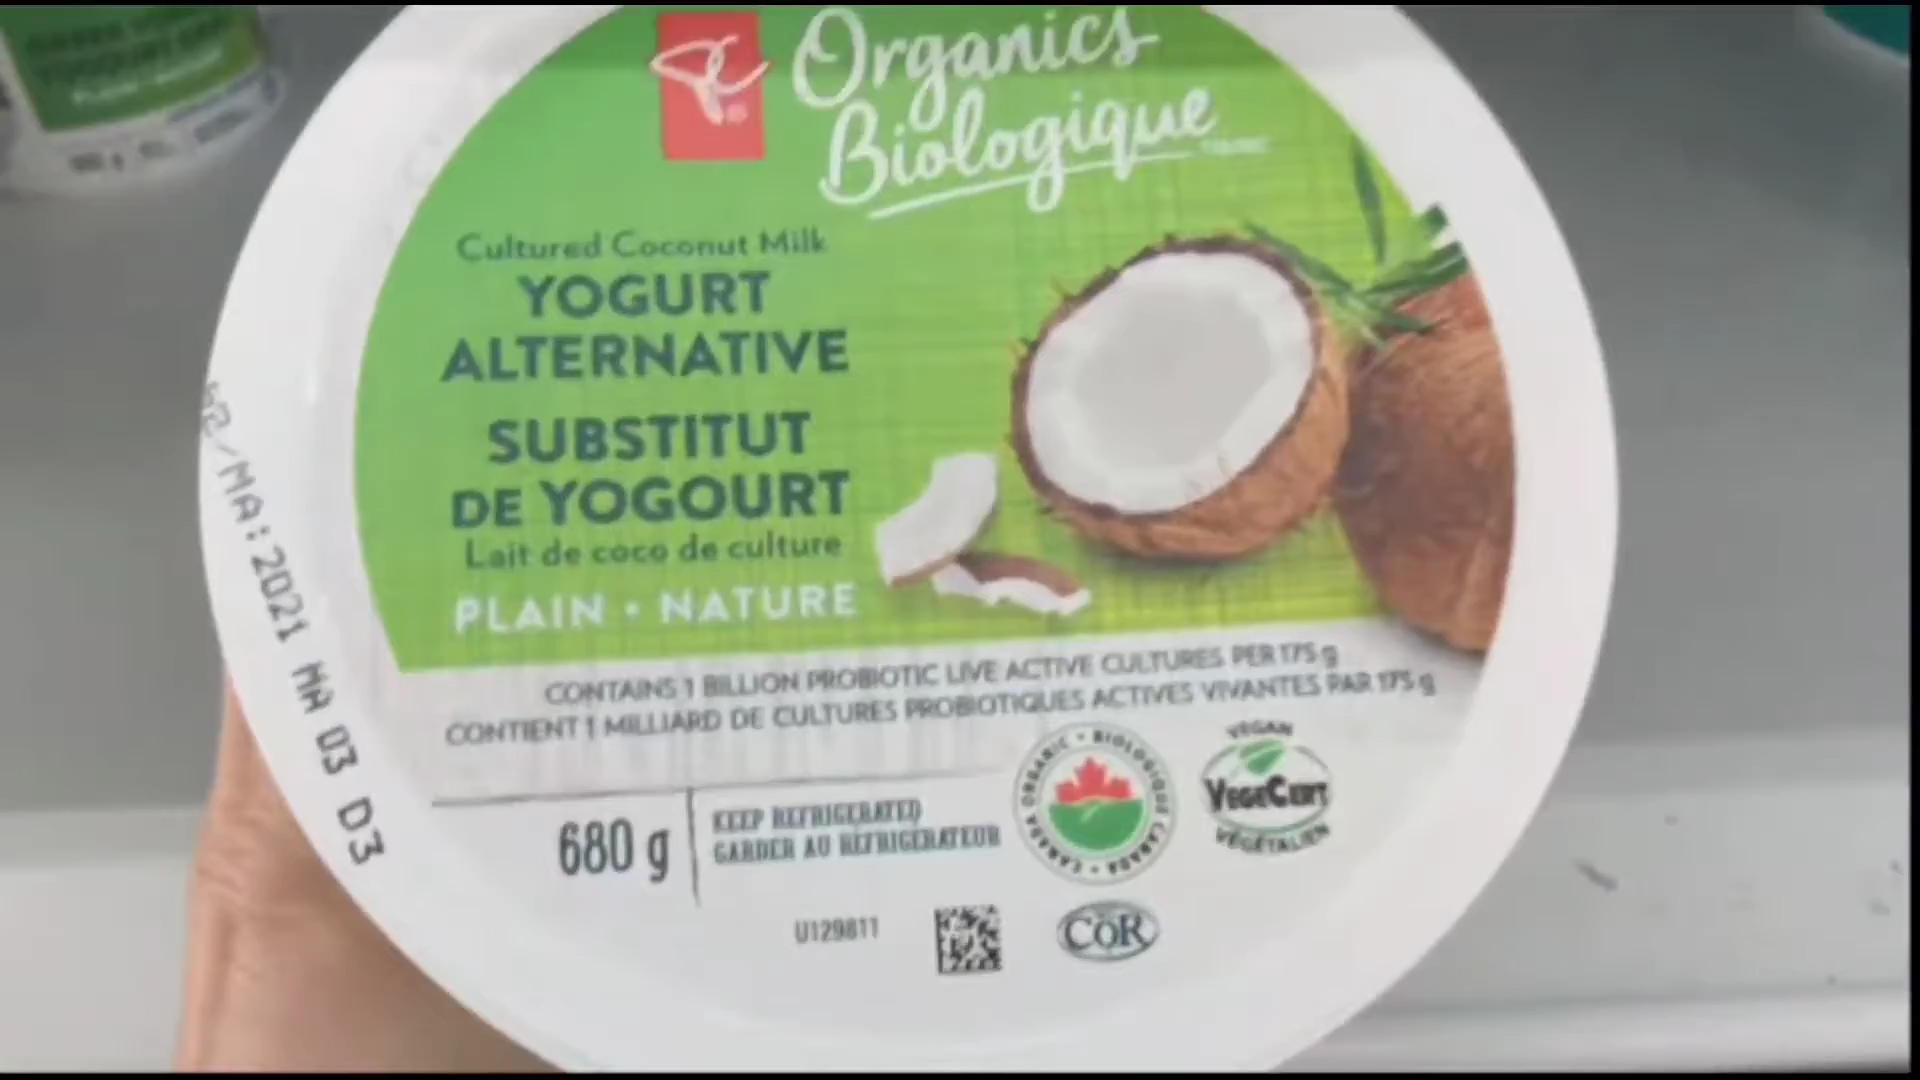 Organics
Biologique
Cultured Coconut Milk
YOGURT
ALTERNATIVE
SUBSTITUT
DE YOGOURT
Lait de coco de culture
PLAIN • NATURE
CONTAINS 1 BILLION PROBIOTIC LIVE ACTIVE CULTURES PER 175 g
CONTIENT 1 MILLIARD DE CULTURES PROBIOTIQUES ACTIVES VIVANTES PAR 175 g
680 g
KEEP REFRIGERATED
GARDER AU RÉFRIGÉRATEUR
CANADA ORGANIC • BIOLOGIQUE CANADA •
VEGAN
VEGECERT
VÉGÉTALIEN
U129811
COR
/MA:2021 MA 03 D3